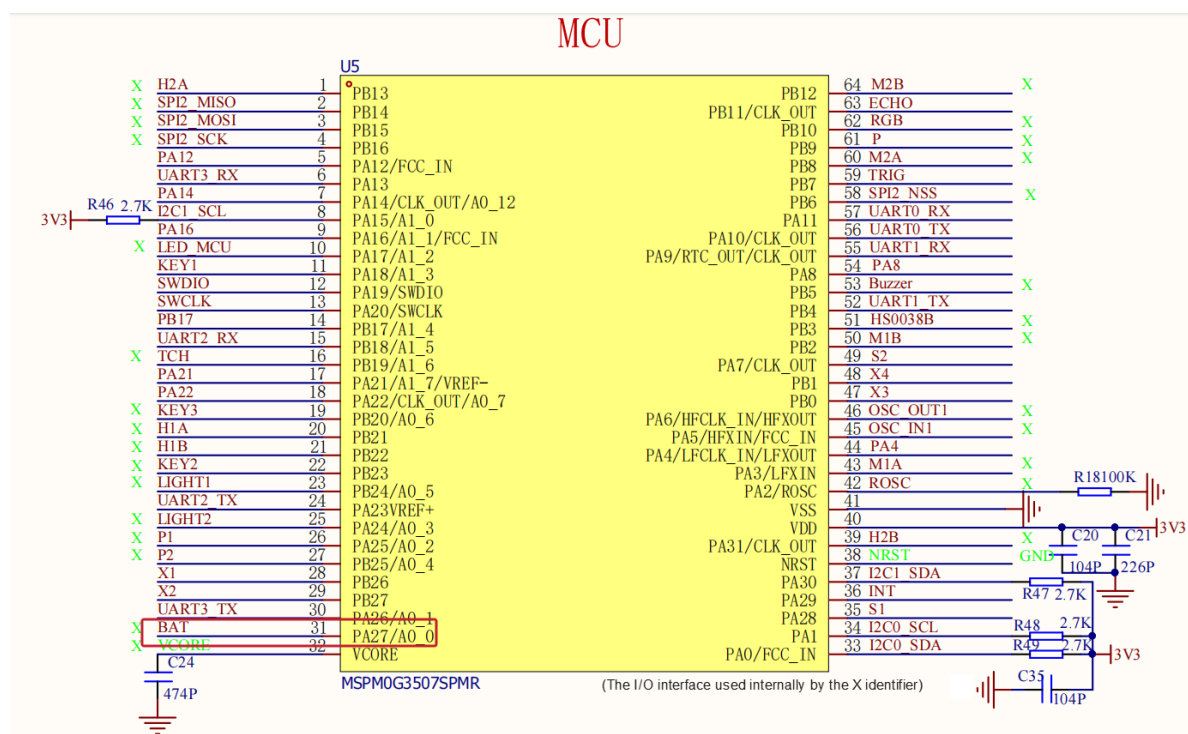 MCU
U5
X H2A 1 PB13
X SPI2_MISO 2 PB14
X SPI2_MOSI 3 PB15
X SPI2_SCK 4 PB16
PA12 5 PA12/FCC_IN
UART3_RX 6 PA13
PA14 7 PA14/CLK_OUT/A0_12
R46 2.7K
3V3
I2C1_SCL 8 PA15/A1_0
PA16 9 PA16/A1_1/FCC_IN
X LED_MCU 10 PA17/A1_2
KEY1 11 PA18/A1_3
SWDIO 12 PA19/SWDIO
SWCLK 13 PA20/SWCLK
PB17 14 PB17/A1_4
UART2_RX 15 PB18/A1_5
X TCH 16 PB19/A1_6
PA21 17 PA21/A1_7/VREF-
PA22 18 PA22/CLK_OUT/A0_7
X KEY3 19 PB20/A0_6
X H1A 20 PB21
X H1B 21 PB22
X KEY2 22 PB23
X LIGHT1 23 PB24/A0_5
UART2_TX 24 PA23VREF+
X LIGHT2 25 PA24/A0_3
X P1 26 PA25/A0_2
X P2 27 PB25/A0_4
X1 28 PB26
X2 29 PB27
UART3_TX 30 PA26/A0_1
X BAT 31 PA27/A0_0
X VCORE 32 VCORE
C24
474P
PB12 64 M2B X
PB11/CLK_OUT 63 ECHO
PB10 62 RGB X
PB9 61 P X
PB8 60 M2A X
PB7 59 TRIG
PB6 58 SPI2_NSS X
PA11 57 UART0_RX
PA10/CLK_OUT 56 UART0_TX
PA9/RTC_OUT/CLK_OUT 55 UART1_RX
PA8 54 PA8
PB5 53 Buzzer X
PB4 52 UART1_TX
PB3 51 HS0038B X
PB2 50 M1B X
PA7/CLK_OUT 49 S2
PB1 48 X4
PB0 47 X3
PA6/HFCLK_IN/HFXOUT 46 OSC_OUT1 X
PA5/HFXIN/FCC_IN 45 OSC_IN1 X
PA4/LFCLK_IN/LFXOUT 44 PA4
PA3/LFXIN 43 M1A X
PA2/ROSC 42 ROSC X
R18100K
VSS 41
VDD 40
3V3
PA31/CLK_OUT 39 H2B X
C20 C21
NRST 38 NRST GND
104P 226P
PA30 37 I2C1_SDA
R47 2.7K
PA29 36 INT
PA28 35 S1
PA1 34 I2C0_SCL
R48 2.7K
PA0/FCC_IN 33 I2C0_SDA
R49 2.7K
3V3
C35
104P
MSPM0G3507SPMR
(The I/O interface used internally by the X identifier)